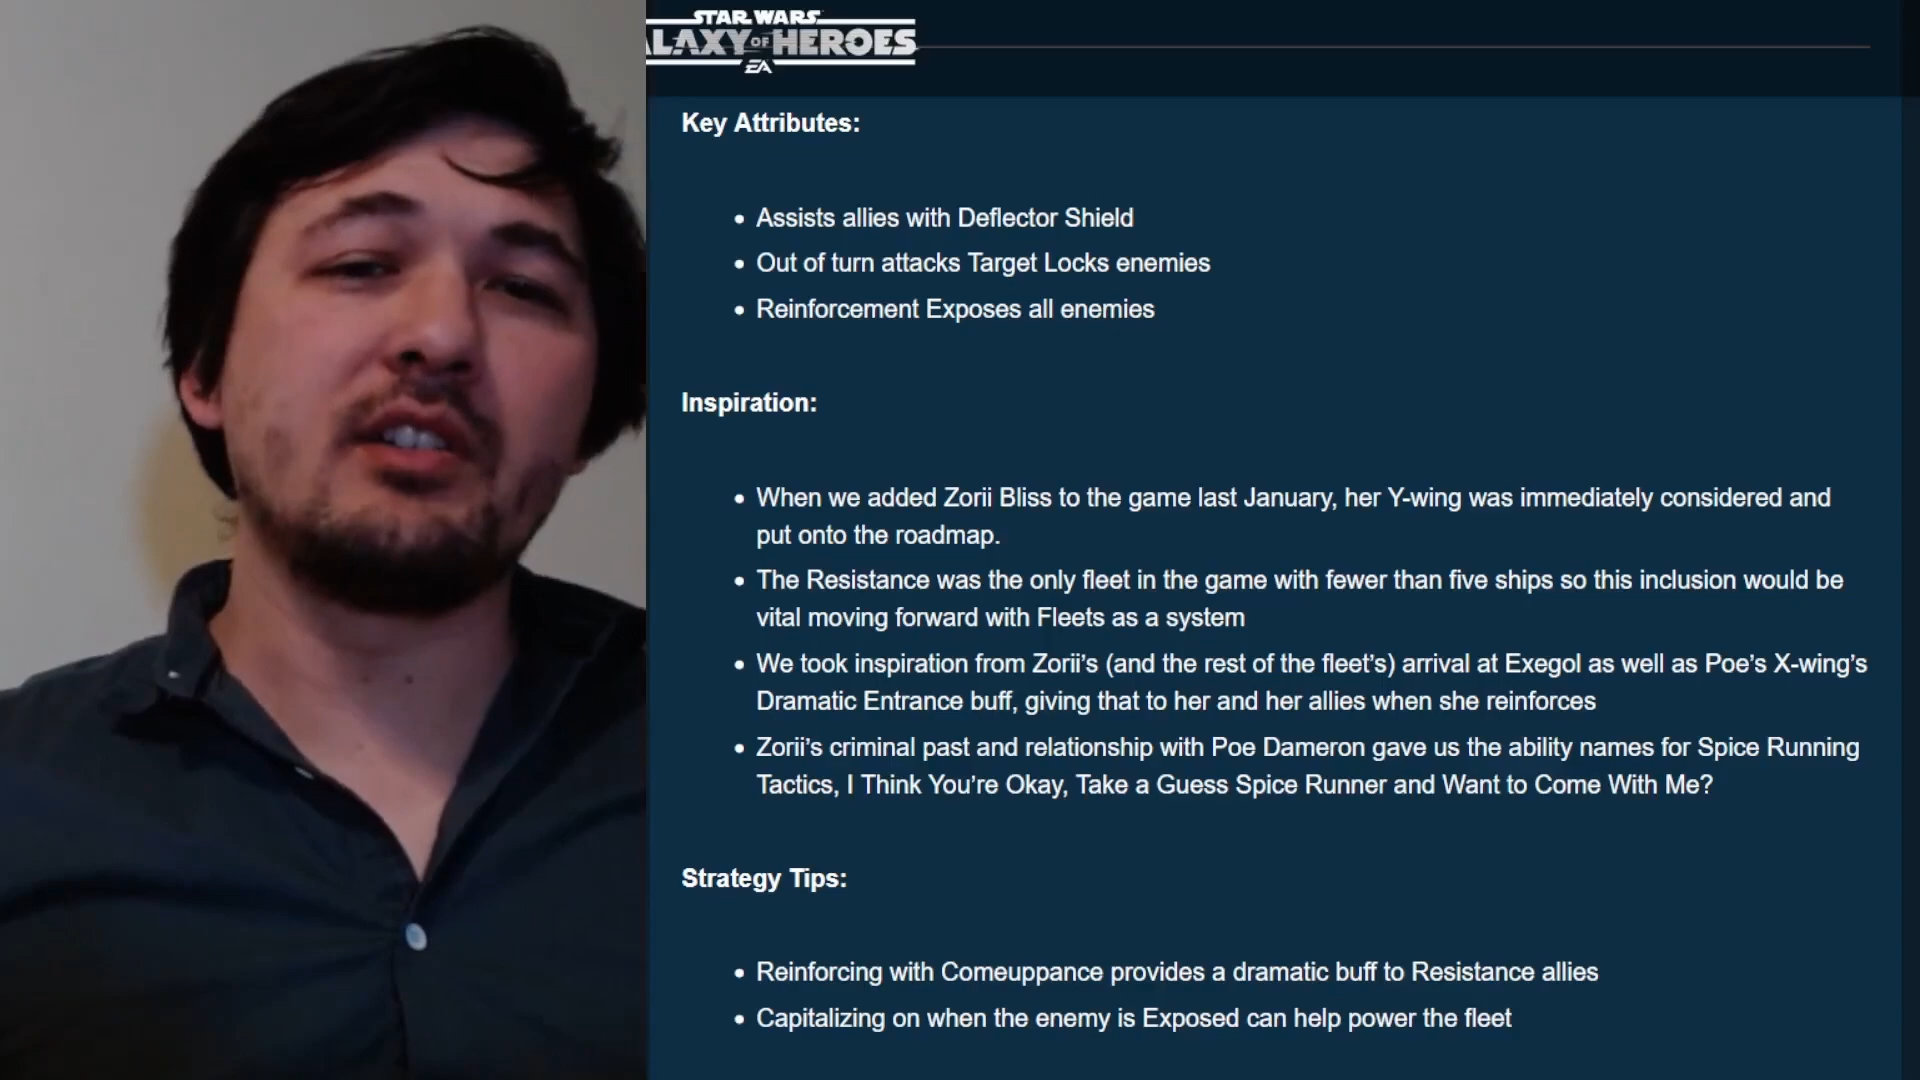 STAR WARS
ALAXY OF HEROES
EA
Key Attributes:
• Assists allies with Deflector Shield
• Out of turn attacks Target Locks enemies
• Reinforcement Exposes all enemies
Inspiration:
• When we added Zorii Bliss to the game last January, her Y-wing was immediately considered and
put onto the roadmap.
• The Resistance was the only fleet in the game with fewer than five ships so this inclusion would be
vital moving forward with Fleets as a system
• We took inspiration from Zorii’s (and the rest of the fleet’s) arrival at Exegol as well as Poe’s X-wing’s
Dramatic Entrance buff, giving that to her and her allies when she reinforces
• Zorii’s criminal past and relationship with Poe Dameron gave us the ability names for Spice Running
Tactics, I Think You’re Okay, Take a Guess Spice Runner and Want to Come With Me?
Strategy Tips:
• Reinforcing with Comeuppance provides a dramatic buff to Resistance allies
• Capitalizing on when the enemy is Exposed can help power the fleet